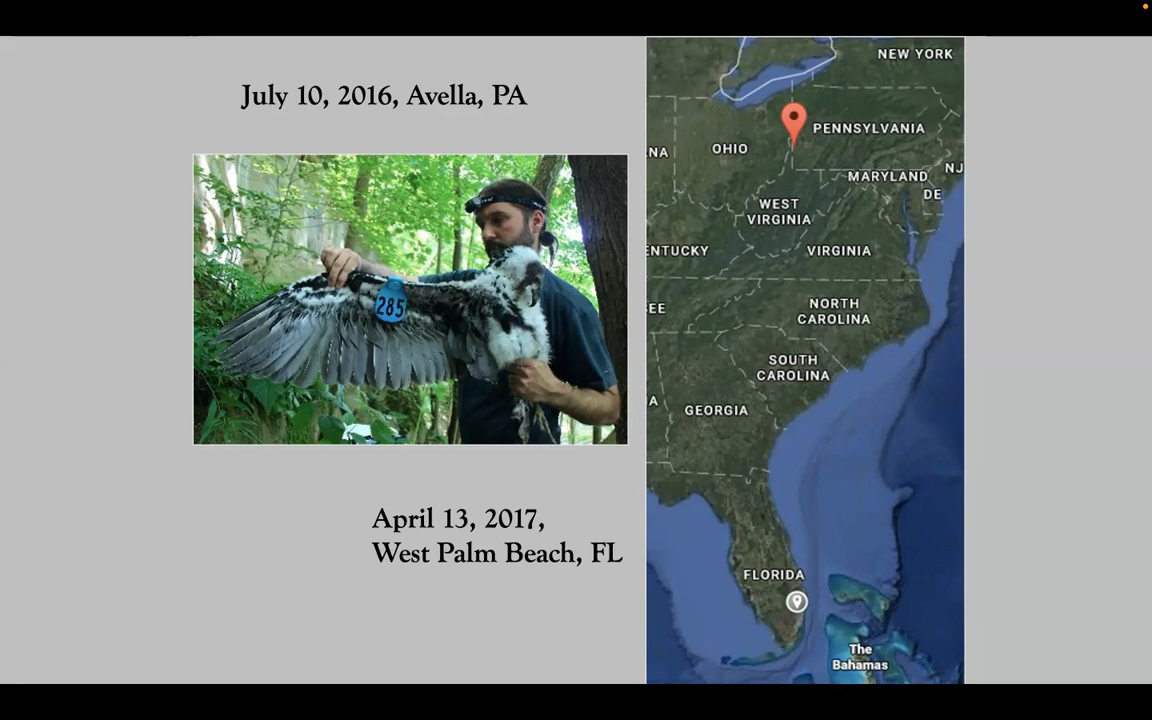 July 10, 2016, Avella, PA
285
April 13, 2017,
West Palm Beach, FL
NEW YORK
PENNSYLVANIA
NA
OHIO
NJ
MARYLAND
DE
WEST
VIRGINIA
ENTUCKY
VIRGINIA
EE
NORTH
CAROLINA
SOUTH
CAROLINA
A
GEORGIA
FLORIDA
The
Bahamas